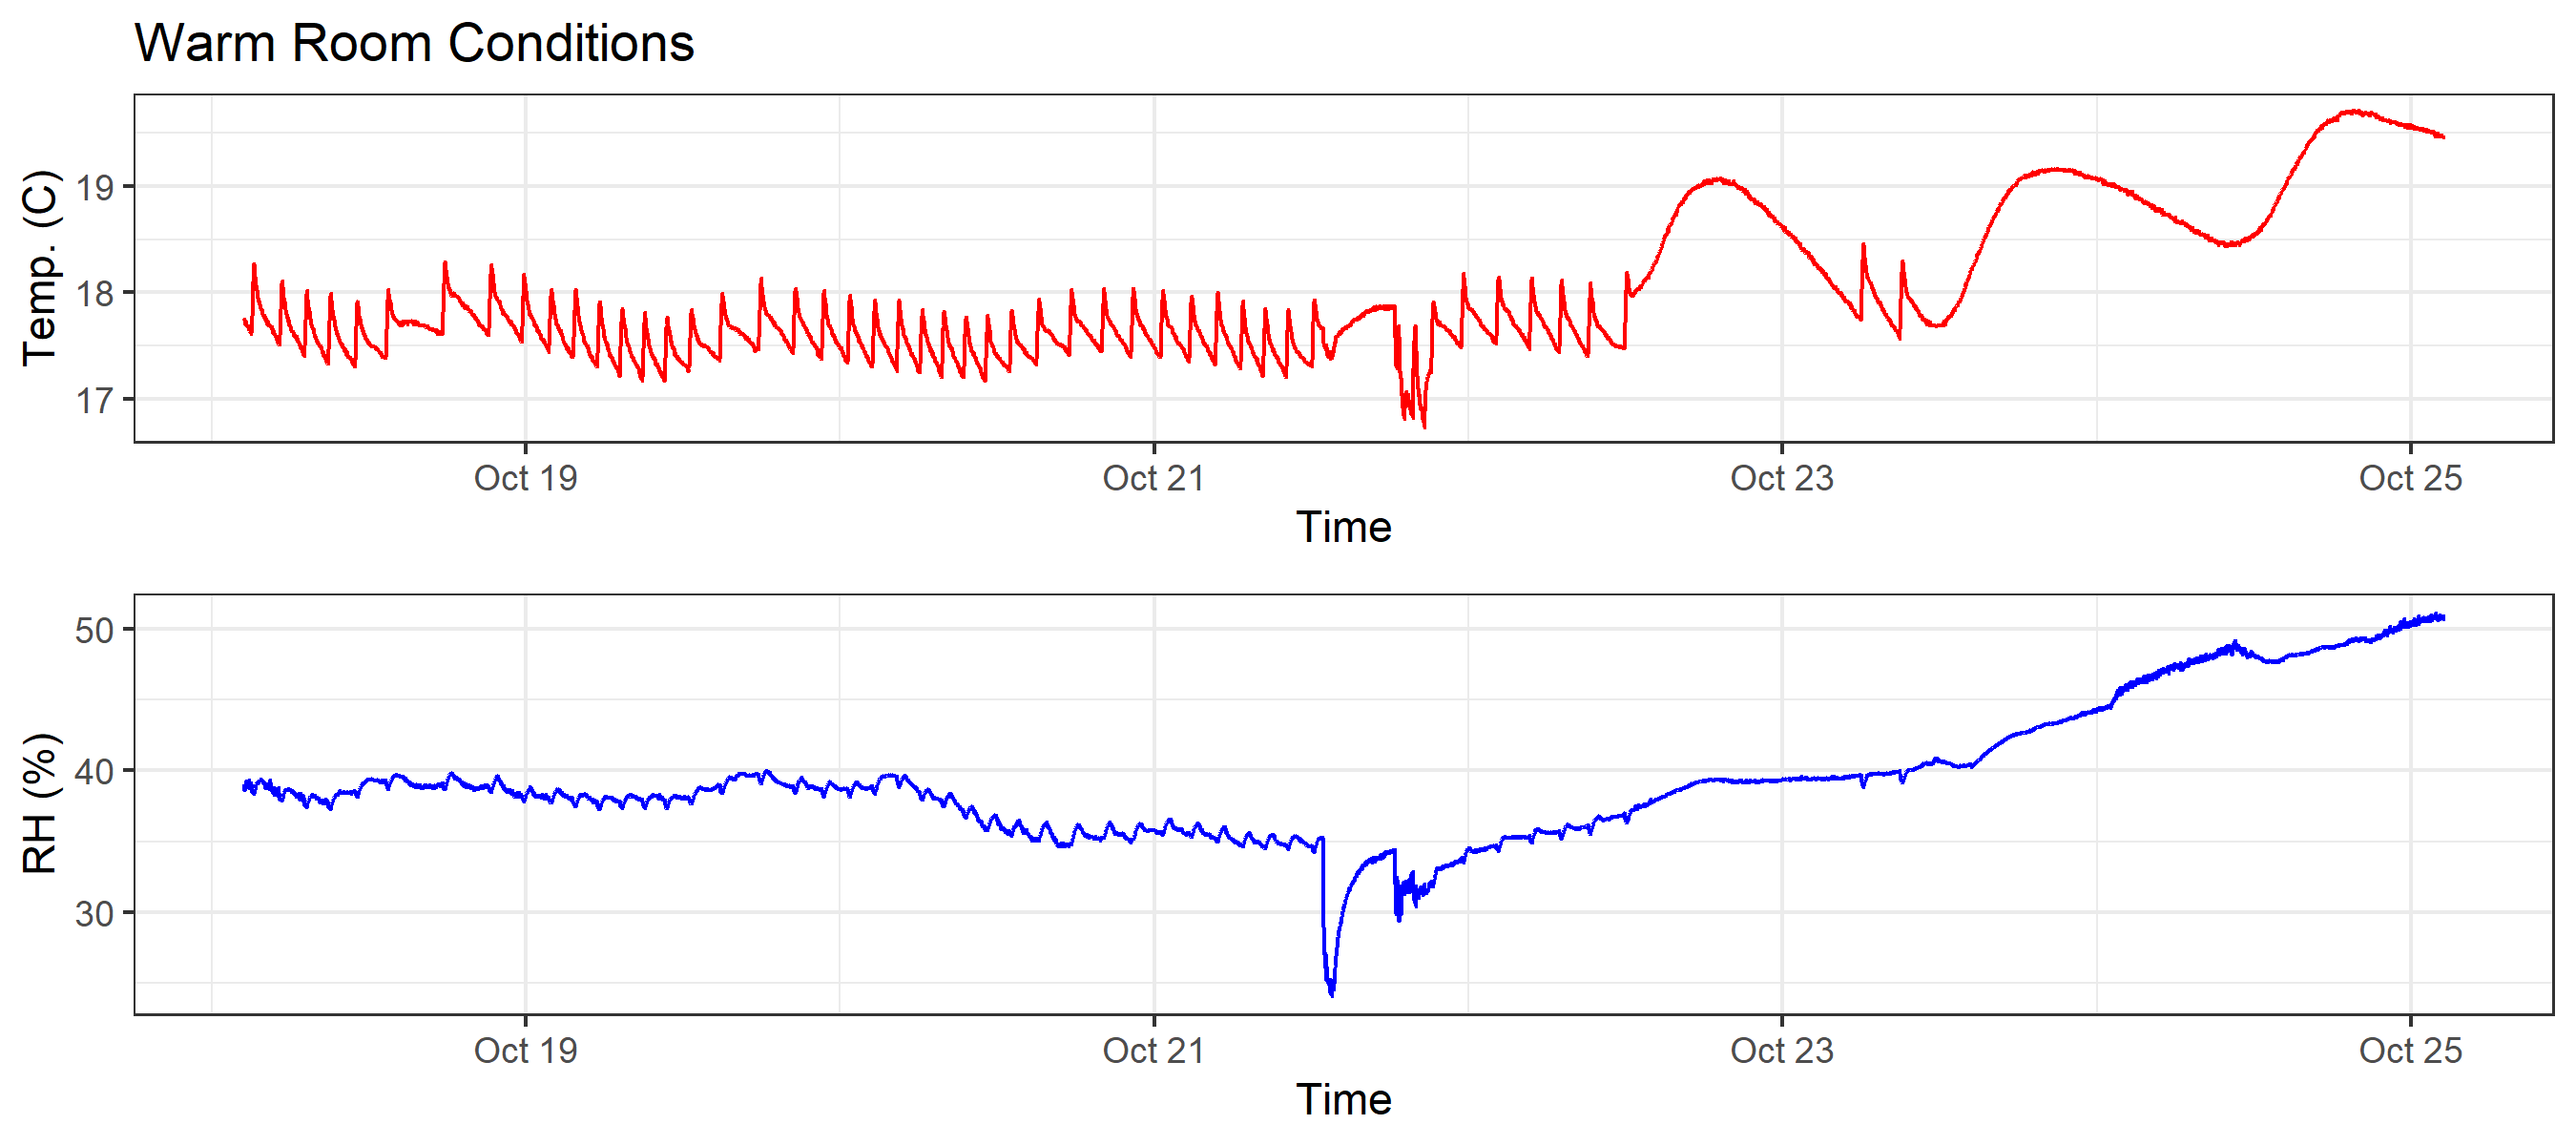 Warm Room Conditions
Temp. (C)
19
18
17
Oct 19 Oct 21 Oct 23 Oct 25
Time
RH (%)
50
40
30
Oct 19 Oct 21 Oct 23 Oct 25
Time